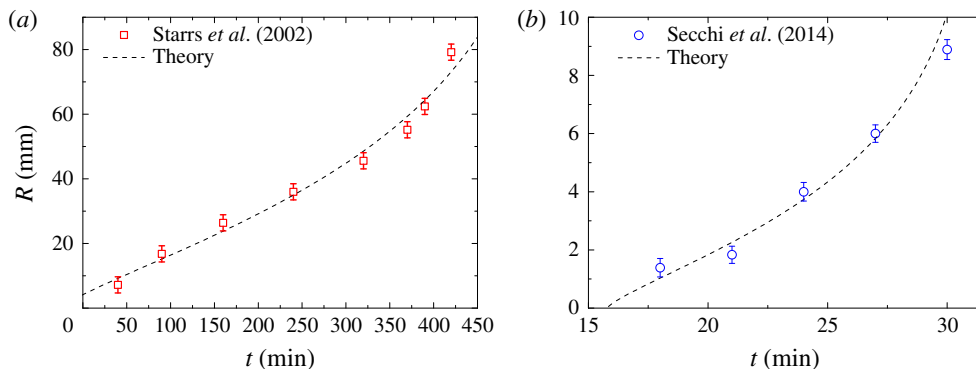 (a)
Starrs et al. (2002)
Theory
80
60
40
20
0
50 100 150 200 250 300 350 400 450
R (mm)
t (min)
(b)
Secchi et al. (2014)
Theory
10
8
6
4
2
0
15 20 25 30
t (min)